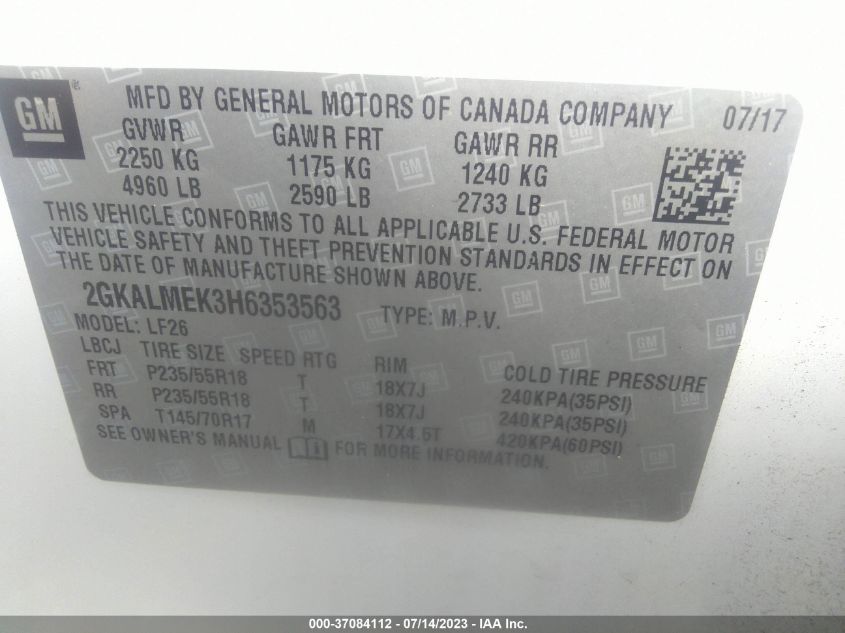 GM
MFD BY GENERAL MOTORS OF CANADA COMPANY 07/17
GVWR GAWR FRT GAWR RR
2250 KG 1175 KG 1240 KG
4960 LB 2590 LB 2733 LB
THIS VEHICLE CONFORMS TO ALL APPLICABLE U.S. FEDERAL MOTOR
VEHICLE SAFETY AND THEFT PREVENTION STANDARDS IN EFFECT ON
THE DATE OF MANUFACTURE SHOWN ABOVE.
2GKALMEK3H6353563 TYPE: M.P.V.
MODEL: LF26
LBCJ TIRE SIZE SPEED RTG RIM COLD TIRE PRESSURE
FRT P235/55R18 T 18X7J 240KPA(35PSI)
RR P235/55R18 T 18X7J 240KPA(35PSI)
SPA T145/70R17 M 17X4.5T 420KPA(60PSI)
SEE OWNER'S MANUAL FOR MORE INFORMATION.
000-37084112 - 07/14/2023 - IAA Inc.